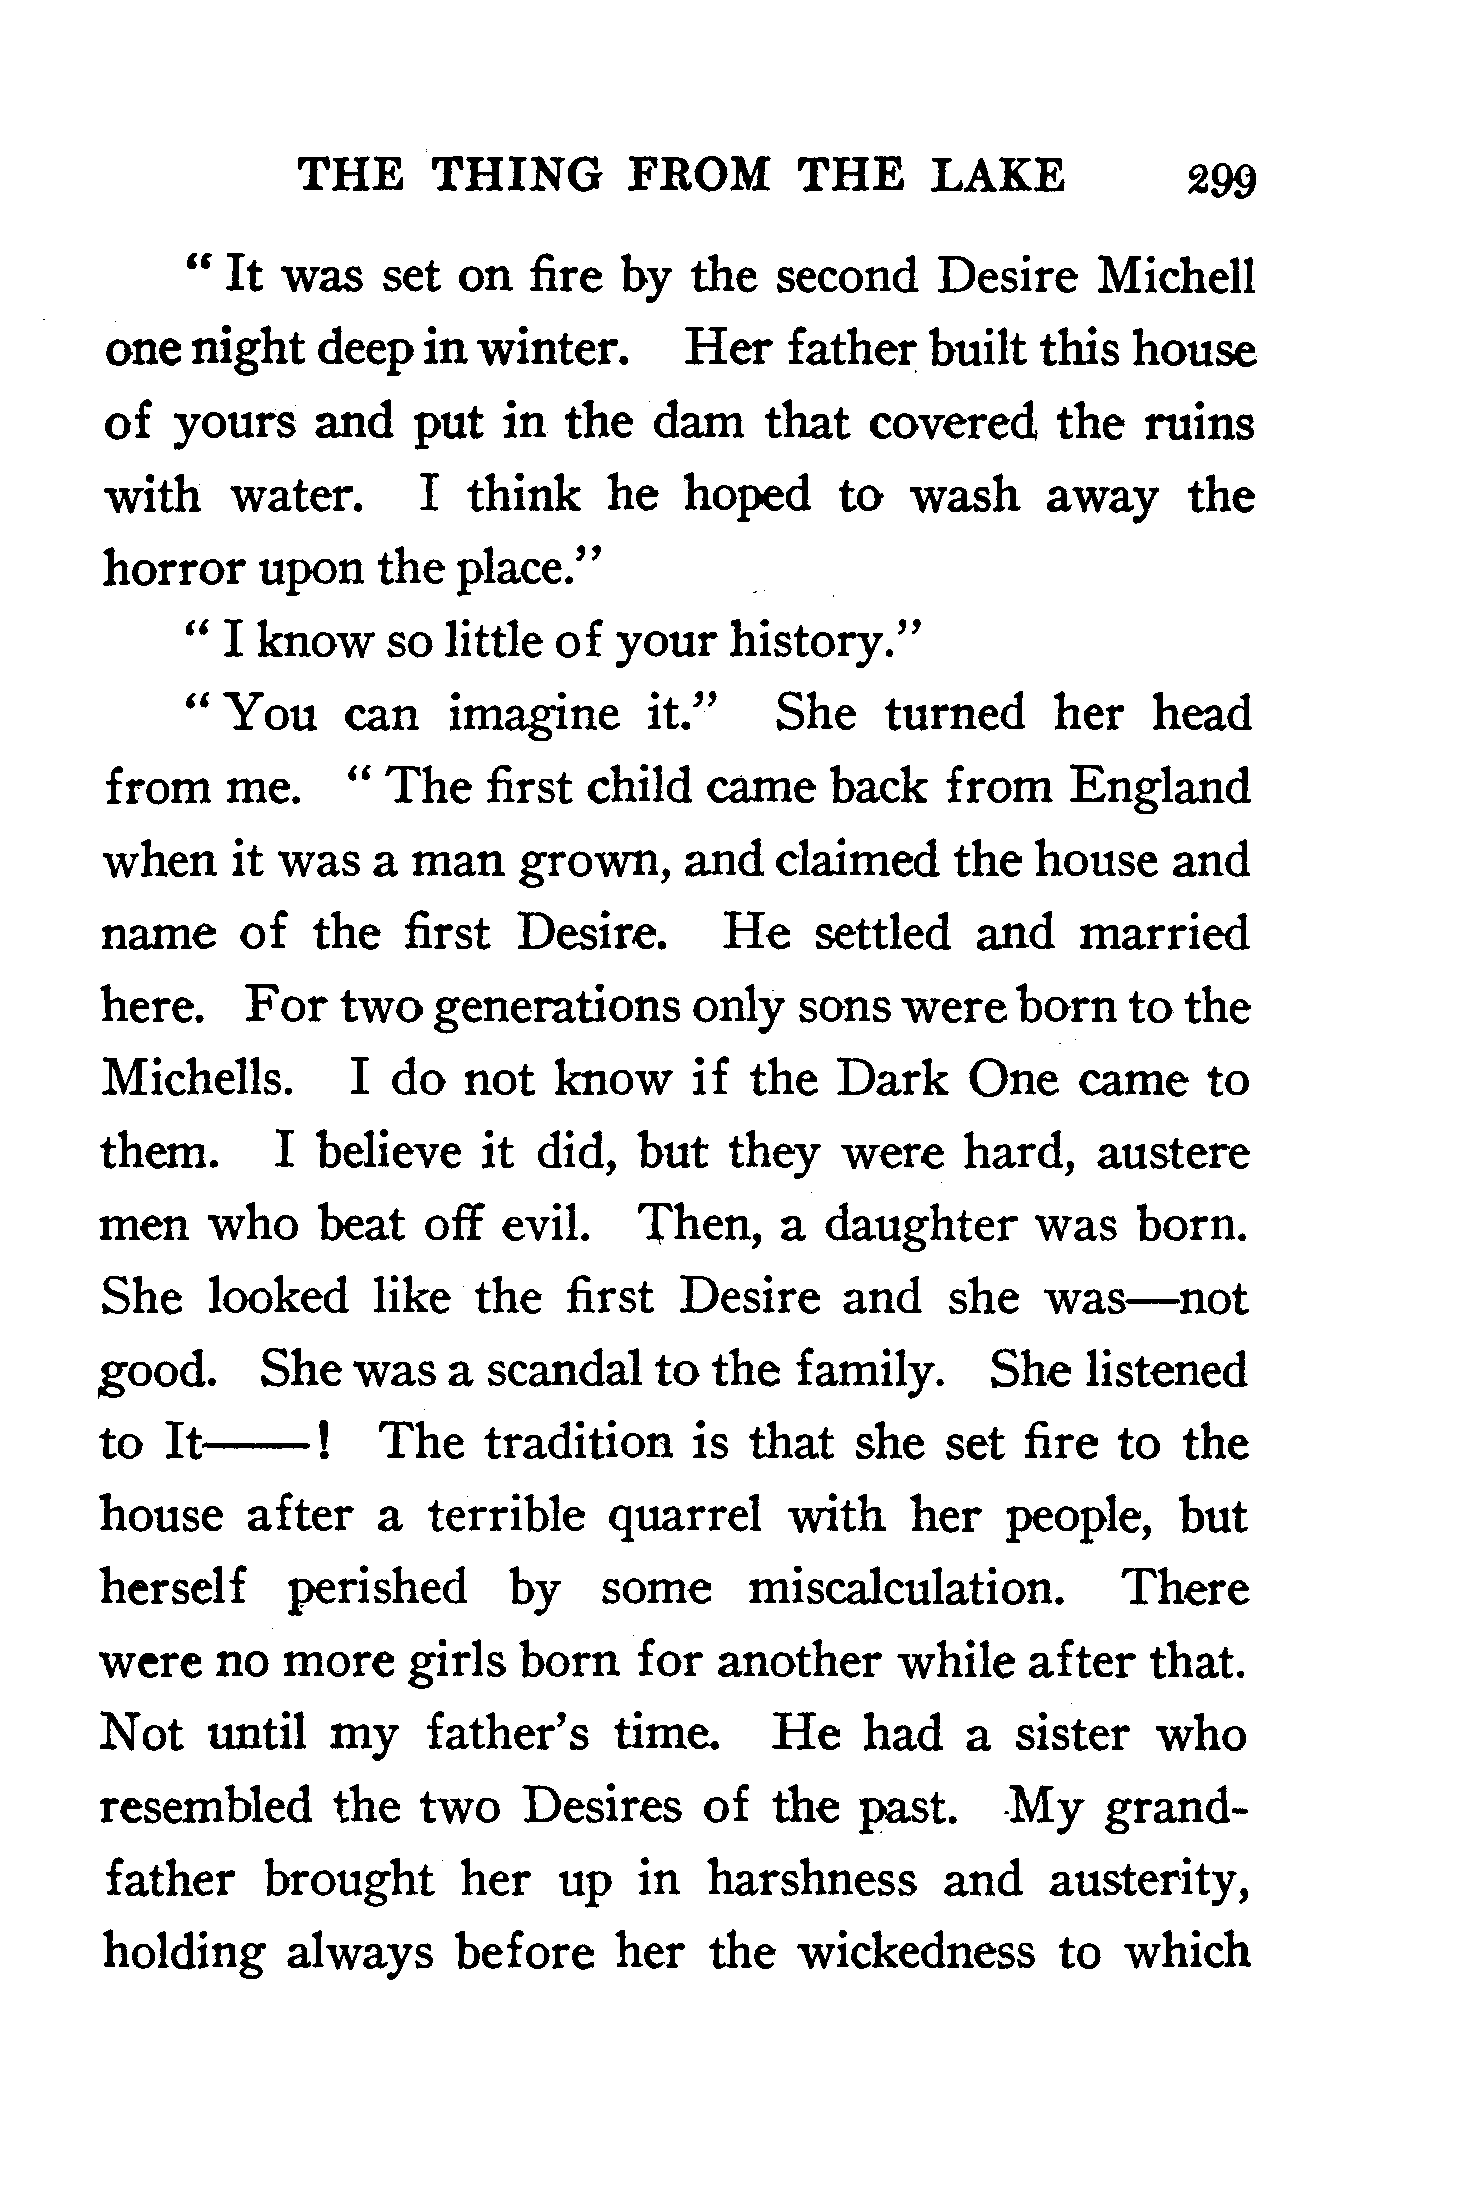 THE THING FROM THE LAKE 299
“ It was set on fire by the second Desire Michell
one night deep in winter. Her father built this house
of yours and put in the dam that covered the ruins
with water. I think he hoped to wash away the
horror upon the place.”
“ I know so little of your history.”
“ You can imagine it.” She turned her head
from me. “ The first child came back from England
when it was a man grown, and claimed the house and
name of the first Desire. He settled and married
here. For two generations only sons were born to the
Michells. I do not know if the Dark One came to
them. I believe it did, but they were hard, austere
men who beat off evil. Then, a daughter was born.
She looked like the first Desire and she was—not
good. She was a scandal to the family. She listened
to It——! The tradition is that she set fire to the
house after a terrible quarrel with her people, but
herself perished by some miscalculation. There
were no more girls born for another while after that.
Not until my father’s time. He had a sister who
resembled the two Desires of the past. My grand-
father brought her up in harshness and austerity,
holding always before her the wickedness to which